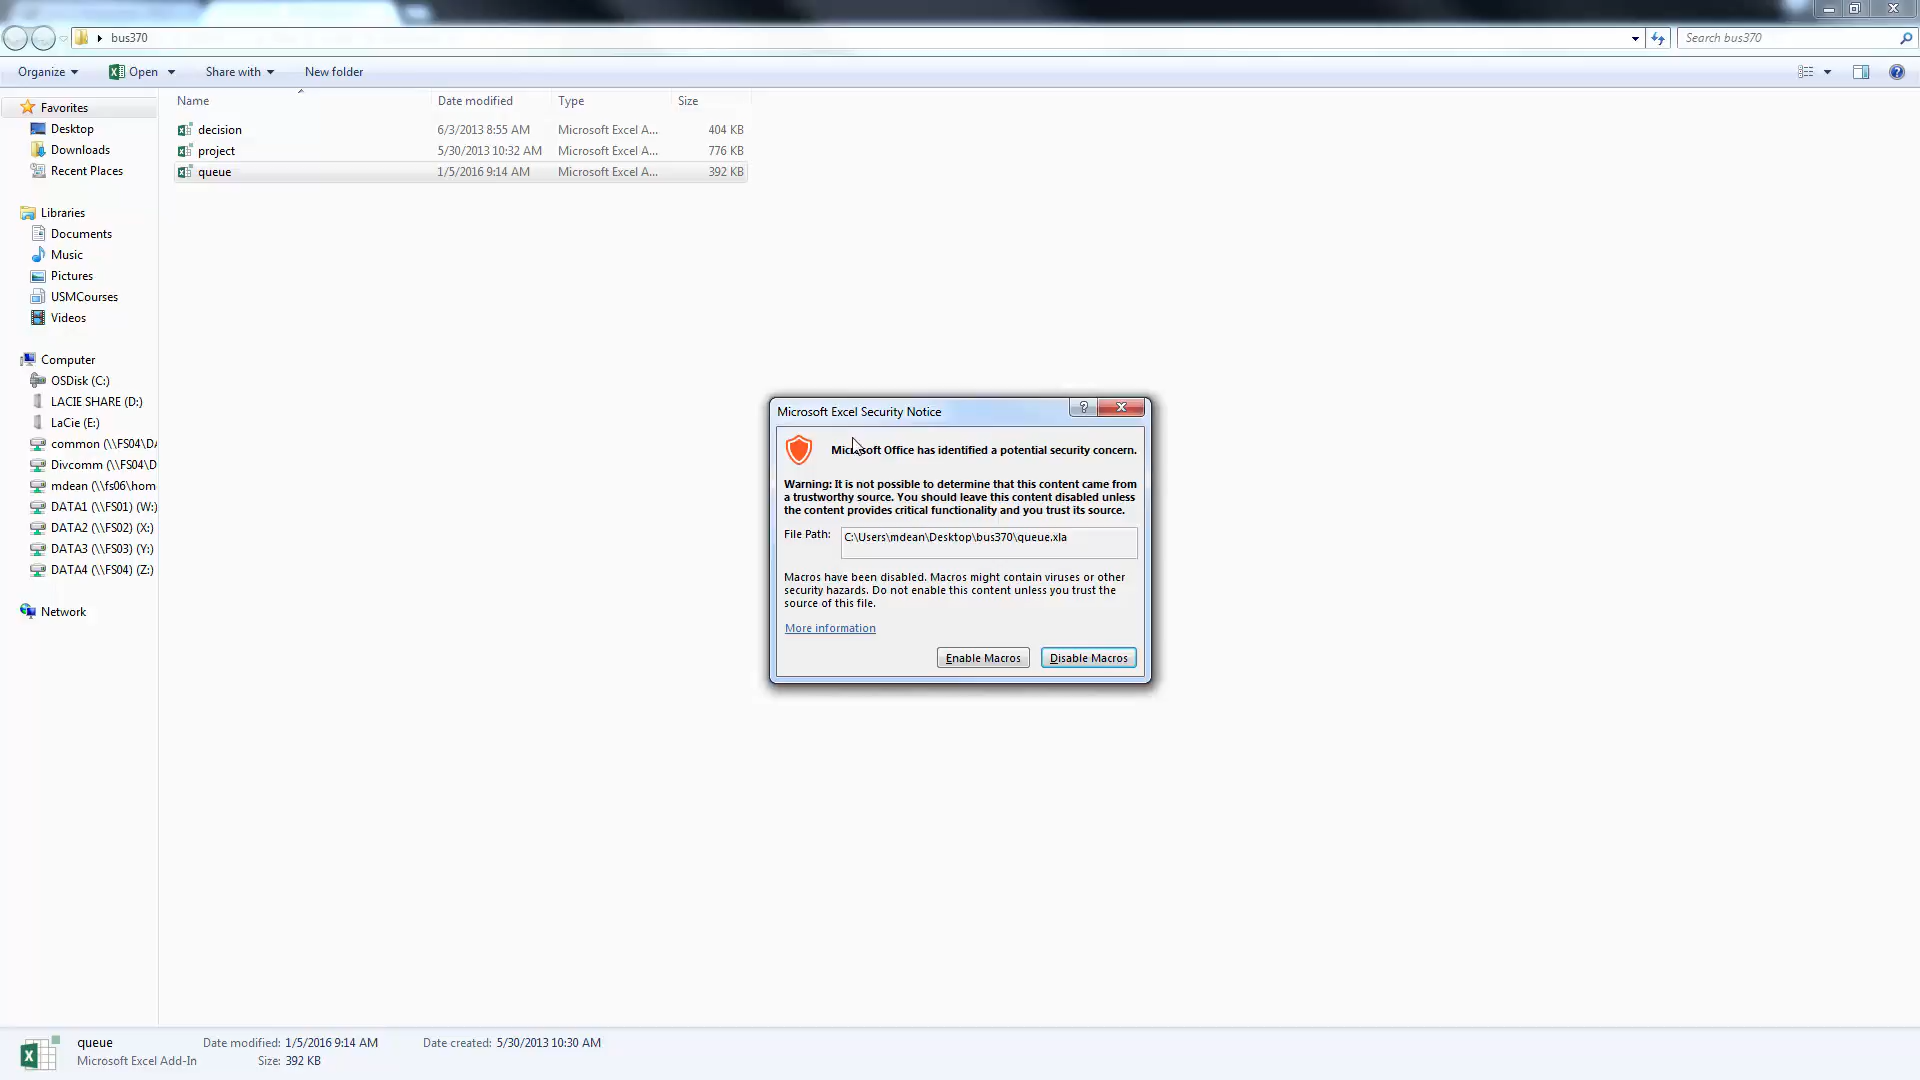 bus370
Search bus370
Organize
Open
Share with
New folder
Name
Date modified
Type
Size
Favorites
Desktop
Downloads
Recent Places
Libraries
Documents
Music
Pictures
USMCourses
Videos
Computer
OSDisk (C:)
LACIE SHARE (D:)
LaCie (E:)
common (\\FS04\DA
Divcomm (\\FS04\D
mdean (\\fs06\hom
DATA1 (\\FS01) (W:)
DATA2 (\\FS02) (X:)
DATA3 (\\FS03) (Y:)
DATA4 (\\FS04) (Z:)
Network
decision 6/3/2013 8:55 AM Microsoft Excel A... 404 KB
project 5/30/2013 10:32 AM Microsoft Excel A... 776 KB
queue 1/5/2016 9:14 AM Microsoft Excel A... 392 KB
Microsoft Excel Security Notice
Microsoft Office has identified a potential security concern.
Warning: It is not possible to determine that this content came from
a trustworthy source. You should leave this content disabled unless
the content provides critical functionality and you trust its source.
File Path: C:\Users\mdean\Desktop\bus370\queue.xla
Macros have been disabled. Macros might contain viruses or other
security hazards. Do not enable this content unless you trust the
source of this file.
More information
Enable Macros
Disable Macros
queue Date modified: 1/5/2016 9:14 AM Date created: 5/30/2013 10:30 AM
Microsoft Excel Add-In Size: 392 KB